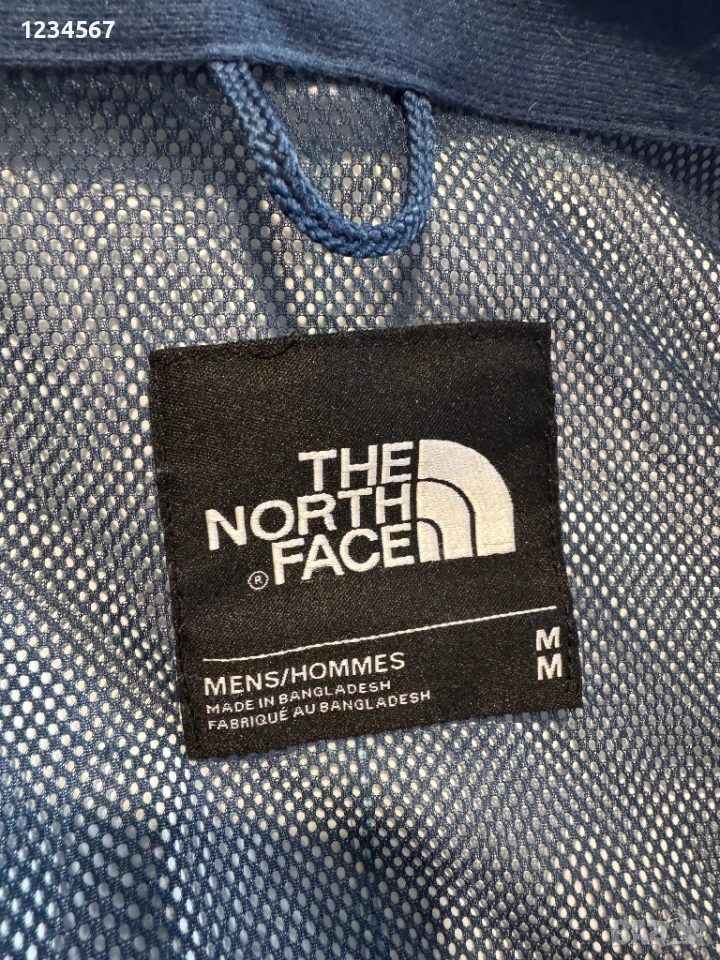 1234567
THE
NORTH
FACE
®
MENS/HOMMES
MADE IN BANGLADESH
FABRIQUÉ AU BANGLADESH
M
M